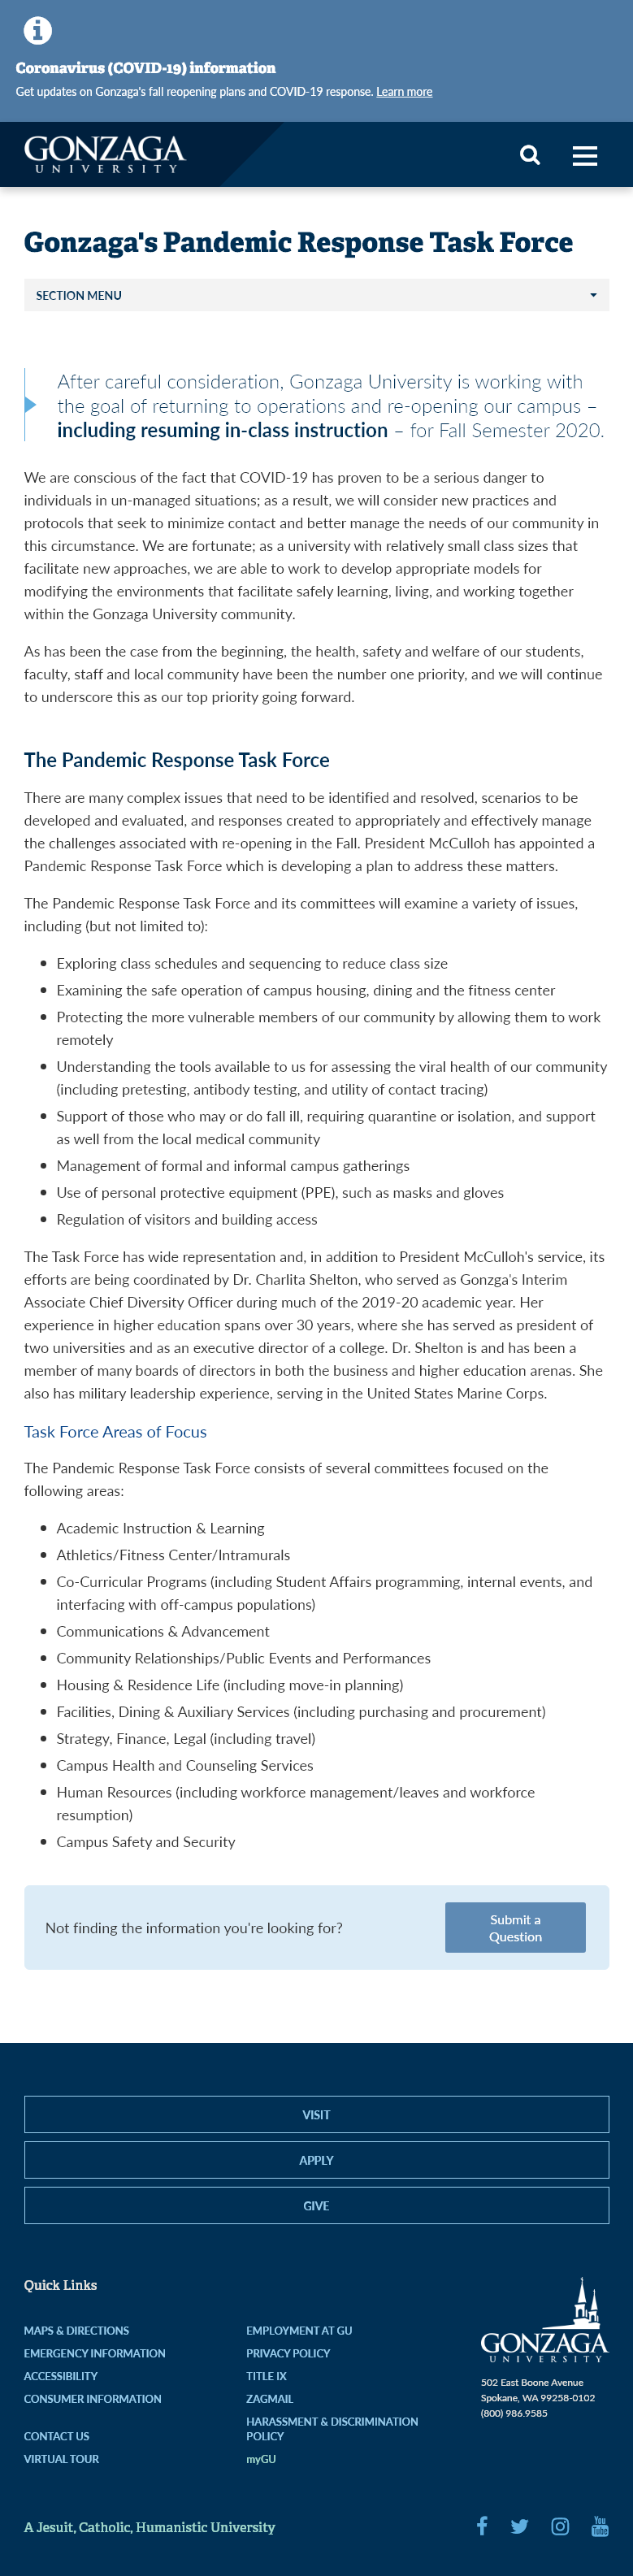 Coronavirus (COVID-19) information
Get updates on Gonzaga's fall reopening plans and COVID-19 response. Learn more
GONZAGA
UNIVERSITY
Gonzaga's Pandemic Response Task Force
SECTION MENU
After careful consideration, Gonzaga University is working with
the goal of returning to operations and re-opening our campus –
including resuming in-class instruction – for Fall Semester 2020.
We are conscious of the fact that COVID-19 has proven to be a serious danger to
individuals in un-managed situations; as a result, we will consider new practices and
protocols that seek to minimize contact and better manage the needs of our community in
this circumstance. We are fortunate; as a university with relatively small class sizes that
facilitate new approaches, we are able to work to develop appropriate models for
modifying the environments that facilitate safely learning, living, and working together
within the Gonzaga University community.
As has been the case from the beginning, the health, safety and welfare of our students,
faculty, staff and local community have been the number one priority, and we will continue
to underscore this as our top priority going forward.
The Pandemic Response Task Force
There are many complex issues that need to be identified and resolved, scenarios to be
developed and evaluated, and responses created to appropriately and effectively manage
the challenges associated with re-opening in the Fall. President McCulloh has appointed a
Pandemic Response Task Force which is developing a plan to address these matters.
The Pandemic Response Task Force and its committees will examine a variety of issues,
including (but not limited to):
• Exploring class schedules and sequencing to reduce class size
• Examining the safe operation of campus housing, dining and the fitness center
• Protecting the more vulnerable members of our community by allowing them to work
remotely
• Understanding the tools available to us for assessing the viral health of our community
(including pretesting, antibody testing, and utility of contact tracing)
• Support of those who may or do fall ill, requiring quarantine or isolation, and support
as well from the local medical community
• Management of formal and informal campus gatherings
• Use of personal protective equipment (PPE), such as masks and gloves
• Regulation of visitors and building access
The Task Force has wide representation and, in addition to President McCulloh's service, its
efforts are being coordinated by Dr. Charlita Shelton, who served as Gonzga's Interim
Associate Chief Diversity Officer during much of the 2019-20 academic year. Her
experience in higher education spans over 30 years, where she has served as president of
two universities and as an executive director of a college. Dr. Shelton is and has been a
member of many boards of directors in both the business and higher education arenas. She
also has military leadership experience, serving in the United States Marine Corps.
Task Force Areas of Focus
The Pandemic Response Task Force consists of several committees focused on the
following areas:
• Academic Instruction & Learning
• Athletics/Fitness Center/Intramurals
• Co-Curricular Programs (including Student Affairs programming, internal events, and
interfacing with off-campus populations)
• Communications & Advancement
• Community Relationships/Public Events and Performances
• Housing & Residence Life (including move-in planning)
• Facilities, Dining & Auxiliary Services (including purchasing and procurement)
• Strategy, Finance, Legal (including travel)
• Campus Health and Counseling Services
• Human Resources (including workforce management/leaves and workforce
resumption)
• Campus Safety and Security
Not finding the information you're looking for?
Submit a
Question
VISIT
APPLY
GIVE
Quick Links
MAPS & DIRECTIONS
EMERGENCY INFORMATION
ACCESSIBILITY
CONSUMER INFORMATION
CONTACT US
VIRTUAL TOUR
EMPLOYMENT AT GU
PRIVACY POLICY
TITLE IX
ZAGMAIL
HARASSMENT & DISCRIMINATION
POLICY
myGU
GONZAGA
UNIVERSITY
502 East Boone Avenue
Spokane, WA 99258-0102
(800) 986.9585
A Jesuit, Catholic, Humanistic University
You
Tube